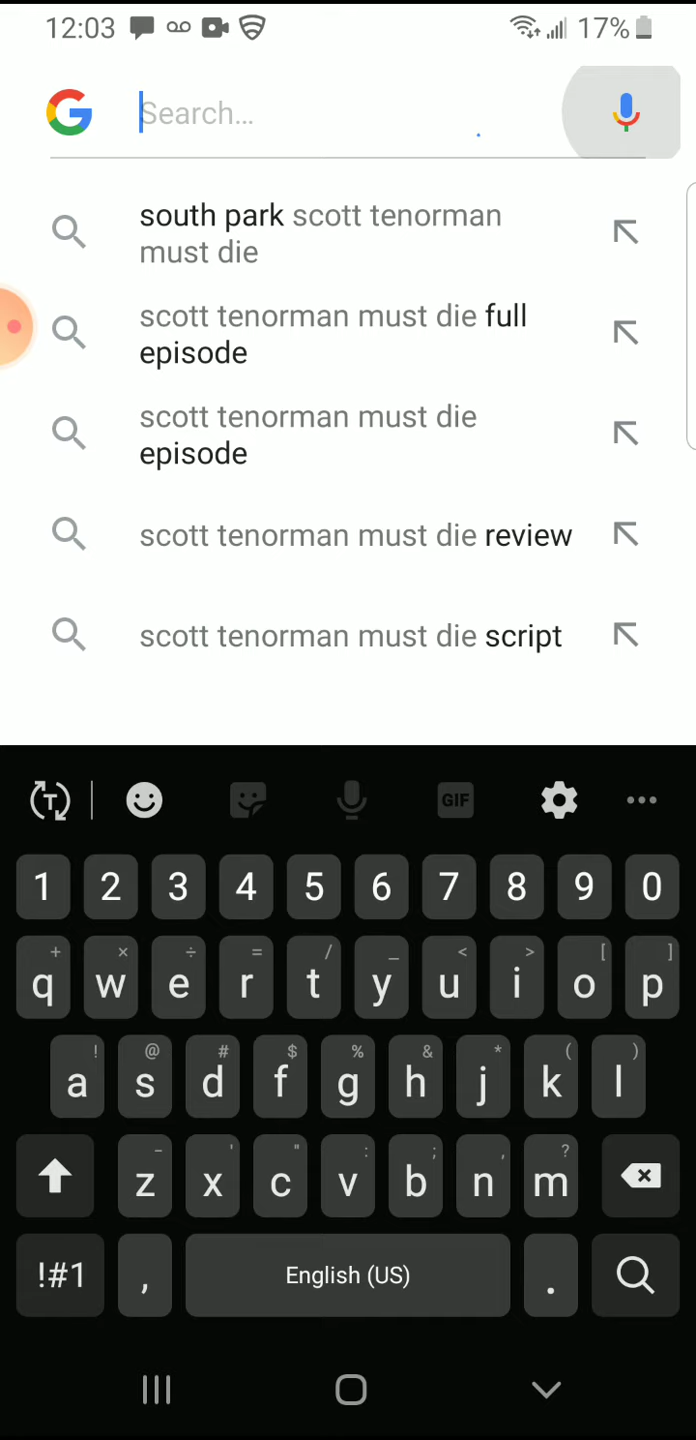 12:03 17%
Search...
south park scott tenorman
must die
scott tenorman must die full
episode
scott tenorman must die
episode
scott tenorman must die review
scott tenorman must die script
T GIF
1 2 3 4 5 6 7 8 9 0
+ × ÷ = / _ < > [ ]
q w e r t y u i o p
! @ # $ % & * ( )
a s d f g h j k l
- ' " : ; , ?
z x c v b n m
!#1 , English (US) .